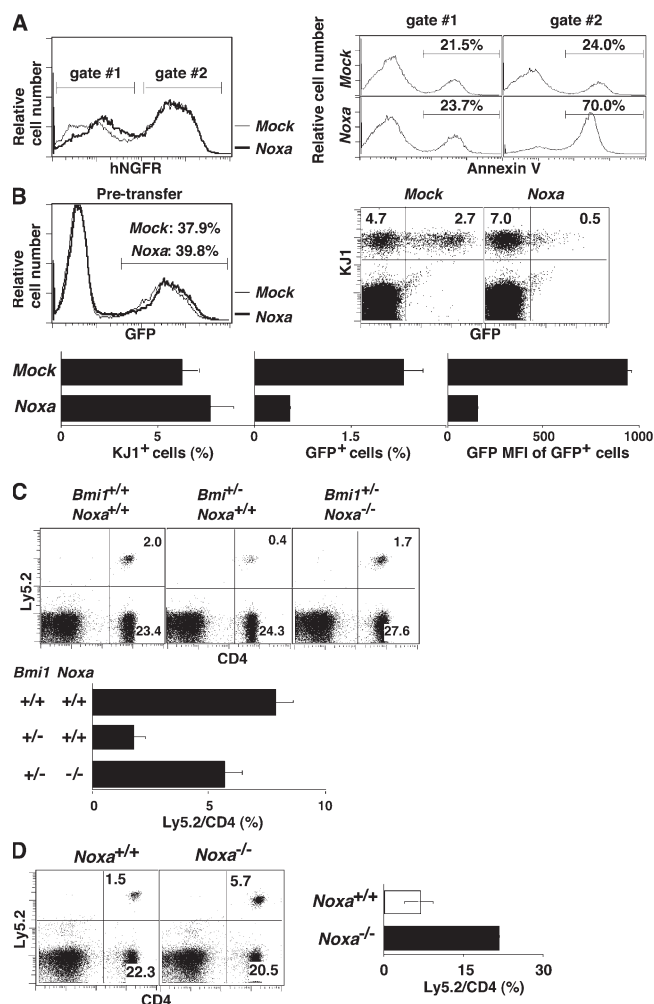 A
gate #1
gate #2
Relative cell number
hNGFR
Mock
Noxa
gate #1
gate #2
21.5%
24.0%
23.7%
70.0%
Mock
Noxa
Relative cell number
Annexin V
B
Pre-transfer
Mock: 37.9%
Noxa: 39.8%
Relative cell number
GFP
Mock
Noxa
Mock
Noxa
4.7
2.7
7.0
0.5
KJ1
GFP
Mock
Noxa
0
5
KJ1+ cells (%)
0
1.5
GFP+ cells (%)
0
500
1000
GFP MFI of GFP+ cells
C
Bmi1+/+
Noxa+/+
Bmi+/-
Noxa+/+
Bmi1+/-
Noxa-/-
2.0
0.4
1.7
23.4
24.3
27.6
Ly5.2
CD4
Bmi1 Noxa
+/+ +/+
+/- +/+
+/- -/-
0
5
10
Ly5.2/CD4 (%)
D
Noxa+/+
Noxa-/-
1.5
5.7
22.3
20.5
Ly5.2
CD4
Noxa+/+
Noxa-/-
0
15
30
Ly5.2/CD4 (%)